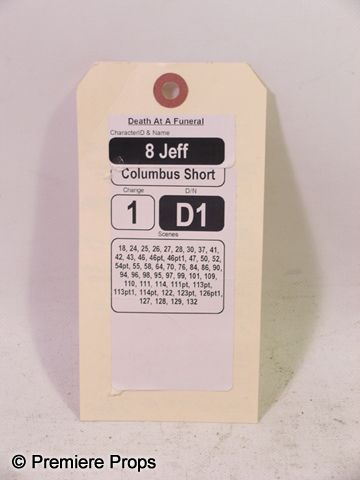 Death At A Funeral
CharacterID & Name
8 Jeff
Columbus Short
Change D/N
1 D1
Scenes
18, 24, 25, 26, 27, 28, 30, 37, 41,
42, 43, 46, 46pt, 46pt1, 47, 50, 52,
54pt, 55, 58, 64, 70, 76, 84, 86, 90,
94, 96, 98, 95, 97, 99, 101, 109,
110, 111, 114, 111pt, 113pt,
113pt1, 114pt, 122, 123pt, 126pt1,
127, 128, 129, 132
© Premiere Props